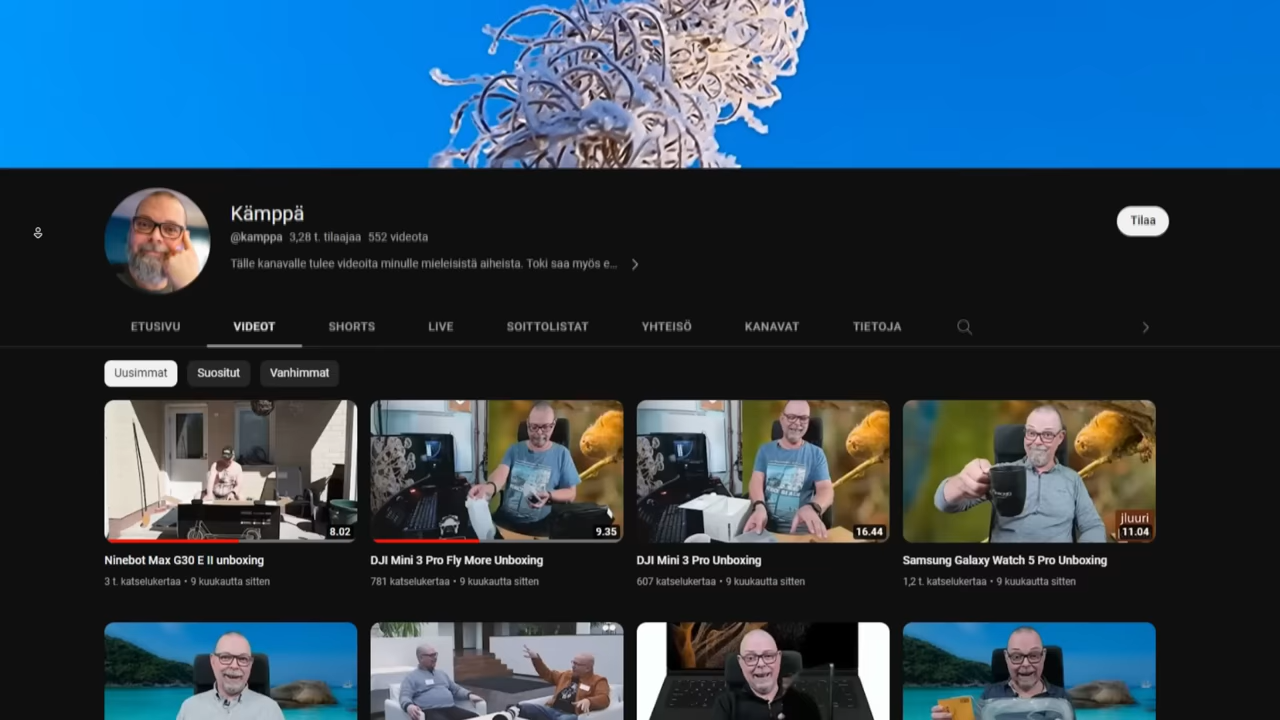 Kämppä
Tilaa
@kamppa 3,28 t. tilaajaa 552 videota
Tälle kanavalle tulee videoita minulle mieleisistä aiheista. Toki saa myös e...
ETUSIVU VIDEOT SHORTS LIVE SOITTOLISTAT YHTEISÖ KANAVAT TIETOJA
Uusimmat Suositut Vanhimmat
jluuri
8.02 9.35 16.44 11.04
Ninebot Max G30 E II unboxing DJI Mini 3 Pro Fly More Unboxing DJI Mini 3 Pro Unboxing Samsung Galaxy Watch 5 Pro Unboxing
3 t. katselukertaa • 9 kuukautta sitten 781 katselukertaa • 9 kuukautta sitten 607 katselukertaa • 9 kuukautta sitten 1,2 t. katselukertaa • 9 kuukautta sitten